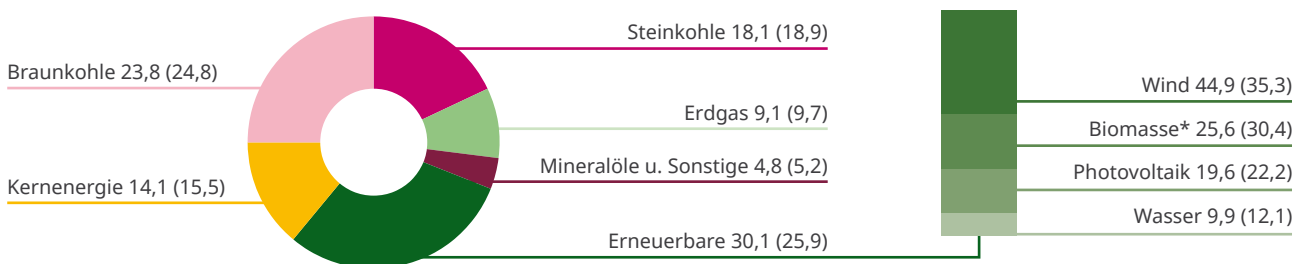 Steinkohle 18,1 (18,9)
Braunkohle 23,8 (24,8)
Erdgas 9,1 (9,7)
Mineralöle u. Sonstige 4,8 (5,2)
Kernenergie 14,1 (15,5)
Erneuerbare 30,1 (25,9)
Wind 44,9 (35,3)
Biomasse* 25,6 (30,4)
Photovoltaik 19,6 (22,2)
Wasser 9,9 (12,1)